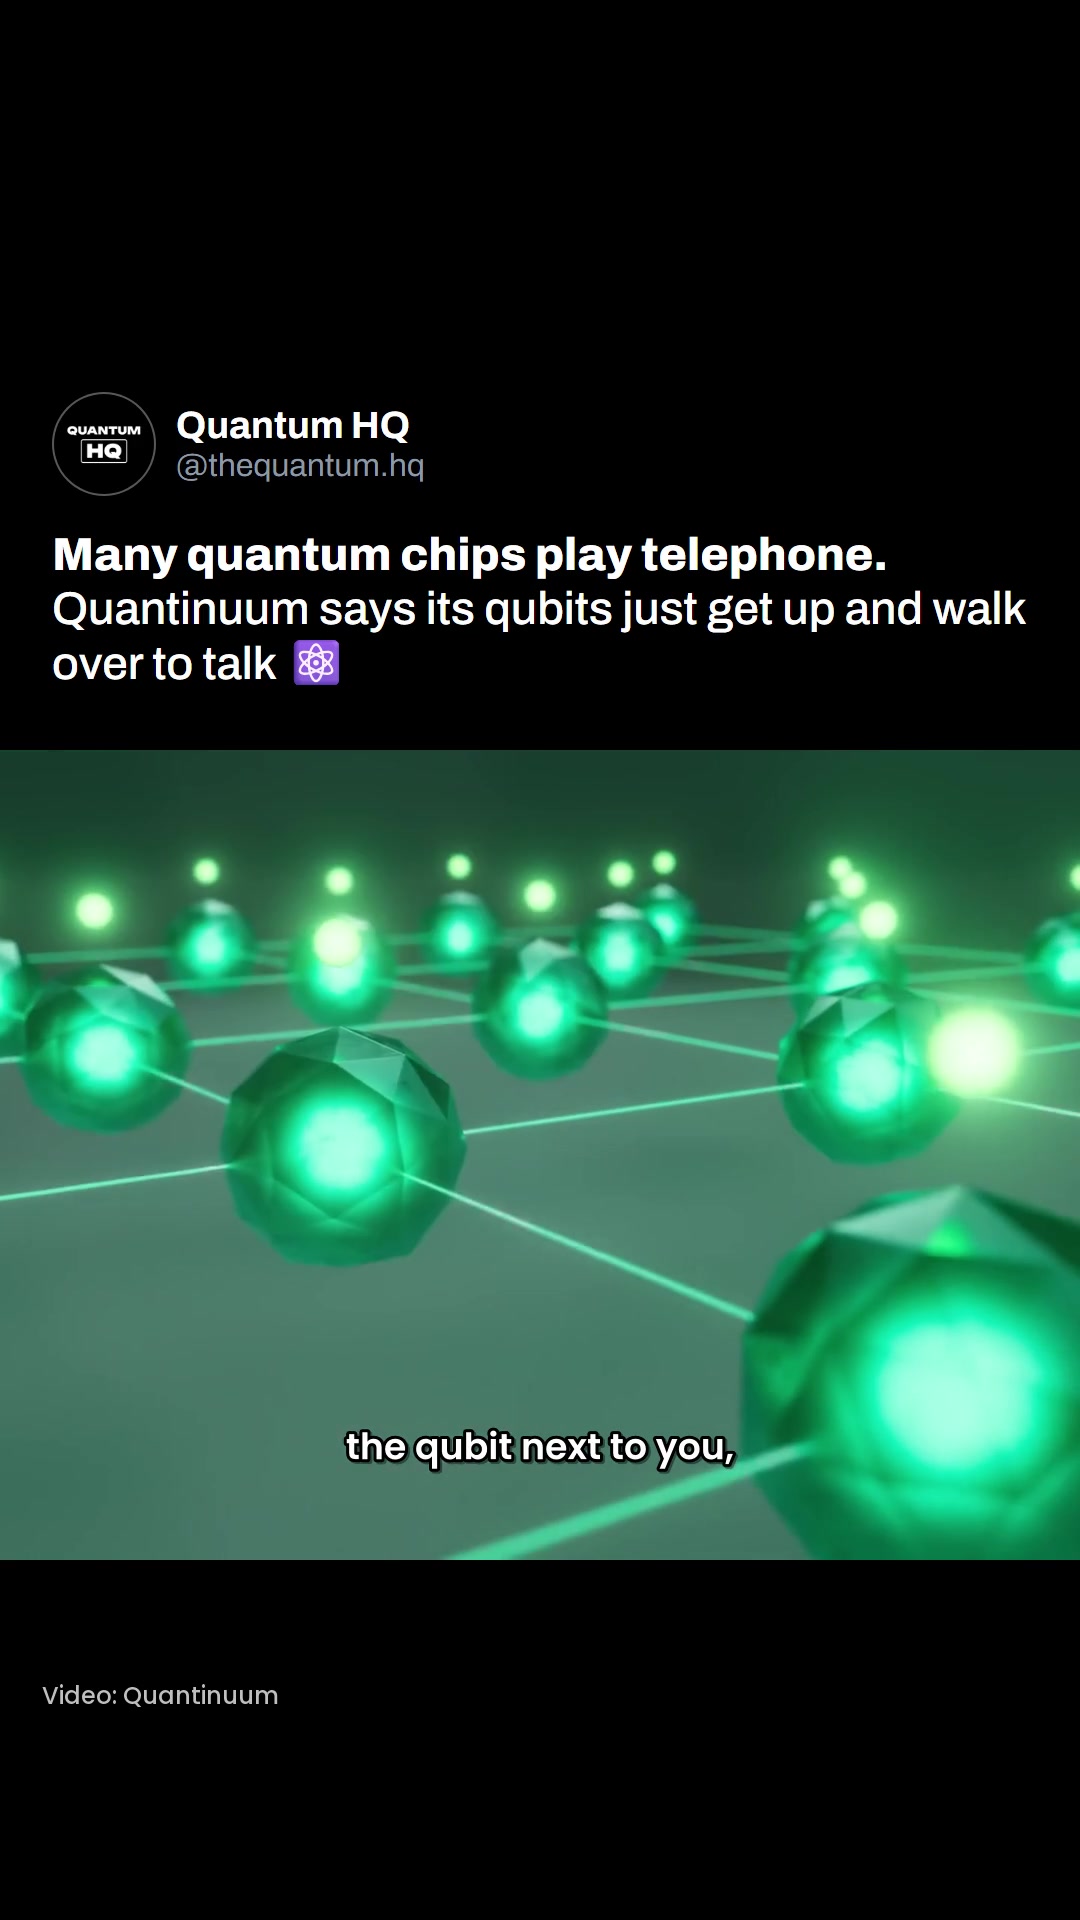 QUANTUM
HQ
Quantum HQ
@thequantum.hq
Many quantum chips play telephone.
Quantinuum says its qubits just get up and walk
over to talk ⚛️
the qubit next to you,
Video: Quantinuum